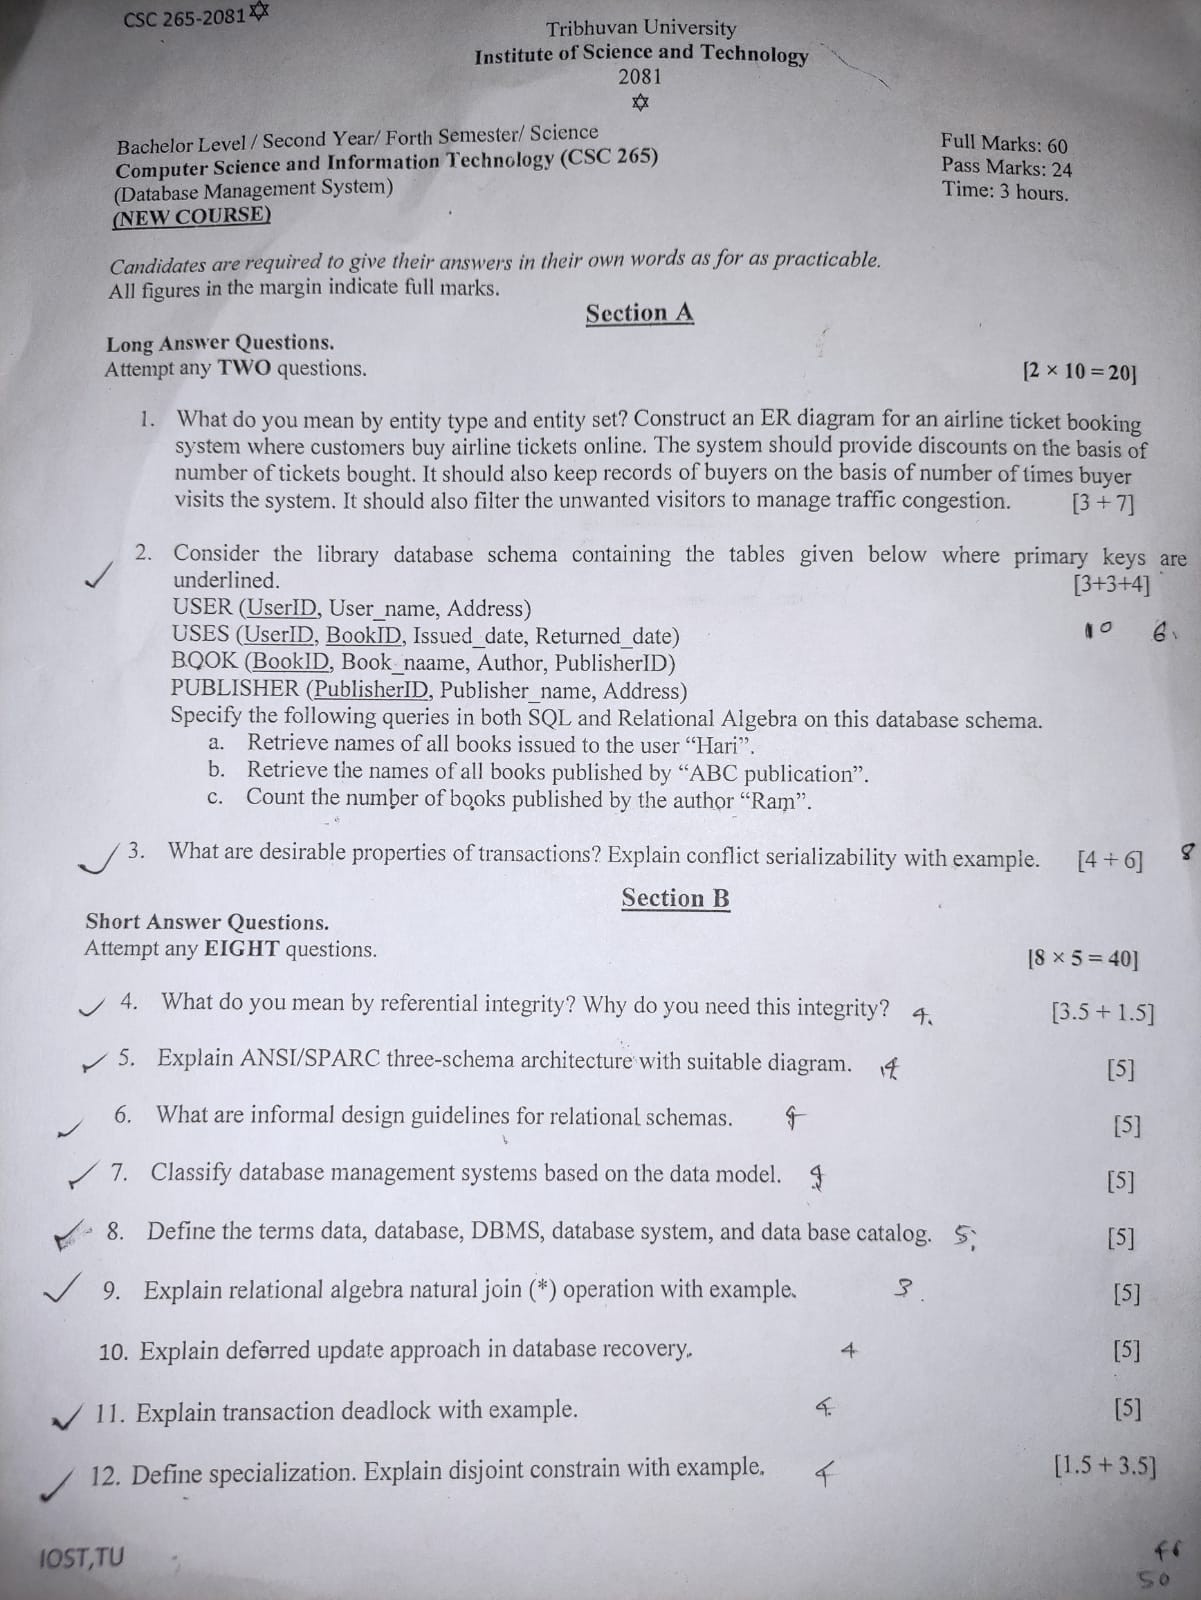 CSC 265-2081✡
Tribhuvan University
Institute of Science and Technology
2081
✡
Bachelor Level / Second Year/ Forth Semester/ Science
Computer Science and Information Technology (CSC 265)
(Database Management System)
(NEW COURSE)
Full Marks: 60
Pass Marks: 24
Time: 3 hours.
Candidates are required to give their answers in their own words as for as practicable.
All figures in the margin indicate full marks.
Section A
Long Answer Questions.
Attempt any TWO questions. [2 × 10 = 20]
1. What do you mean by entity type and entity set? Construct an ER diagram for an airline ticket booking
system where customers buy airline tickets online. The system should provide discounts on the basis of
number of tickets bought. It should also keep records of buyers on the basis of number of times buyer
visits the system. It should also filter the unwanted visitors to manage traffic congestion. [3 + 7]
2. Consider the library database schema containing the tables given below where primary keys are
underlined. [3+3+4]
USER (UserID, User_name, Address)
USES (UserID, BookID, Issued_date, Returned_date) 10 6.
BOOK (BookID, Book_naame, Author, PublisherID)
PUBLISHER (PublisherID, Publisher_name, Address)
Specify the following queries in both SQL and Relational Algebra on this database schema.
a. Retrieve names of all books issued to the user “Hari”.
b. Retrieve the names of all books published by “ABC publication”.
c. Count the number of books published by the author “Ram”.
3. What are desirable properties of transactions? Explain conflict serializability with example. [4 + 6] 8
Section B
Short Answer Questions.
Attempt any EIGHT questions. [8 × 5 = 40]
4. What do you mean by referential integrity? Why do you need this integrity? 4. [3.5 + 1.5]
5. Explain ANSI/SPARC three-schema architecture with suitable diagram. 4 [5]
6. What are informal design guidelines for relational schemas. [5]
7. Classify database management systems based on the data model. [5]
8. Define the terms data, database, DBMS, database system, and data base catalog. 5; [5]
9. Explain relational algebra natural join (*) operation with example. 3. [5]
10. Explain deferred update approach in database recovery. 4 [5]
11. Explain transaction deadlock with example. 4. [5]
12. Define specialization. Explain disjoint constrain with example. 4 [1.5 + 3.5]
IOST,TU
50